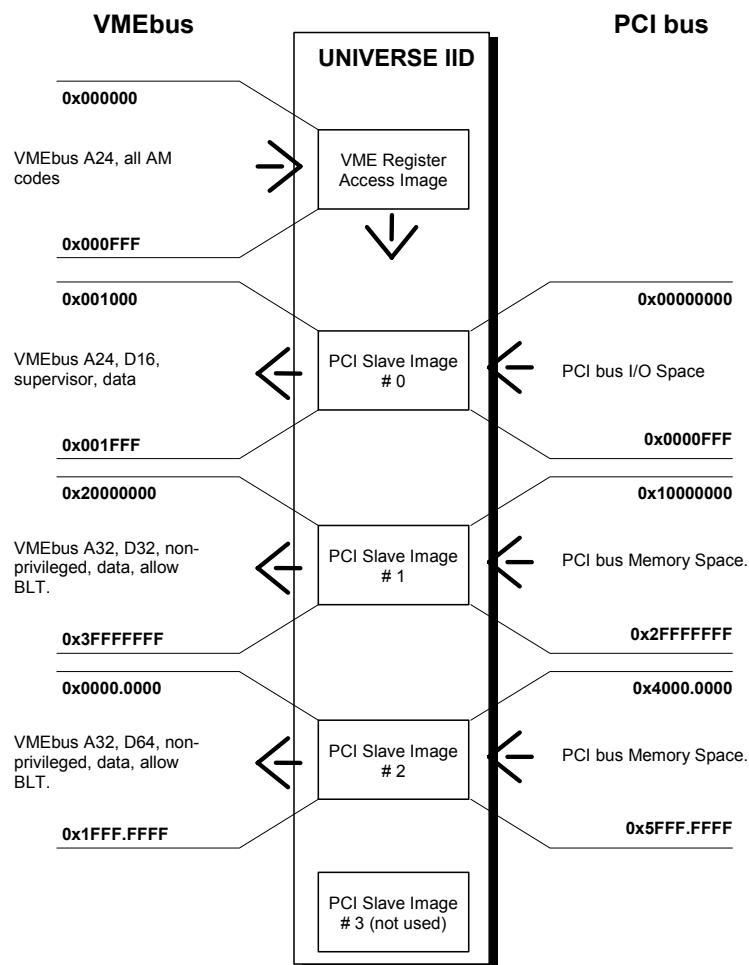 VMEbus
PCI bus
UNIVERSE IID
0x000000
VMEbus A24, all AM
codes
0x000FFF
VME Register
Access Image
0x001000
VMEbus A24, D16,
supervisor, data
0x001FFF
PCI Slave Image
# 0
0x00000000
PCI bus I/O Space
0x0000FFF
0x20000000
VMEbus A32, D32, non-
privileged, data, allow
BLT.
0x3FFFFFFF
PCI Slave Image
# 1
0x10000000
PCI bus Memory Space.
0x2FFFFFFF
0x0000.0000
VMEbus A32, D64, non-
privileged, data, allow
BLT.
0x1FFF.FFFF
PCI Slave Image
# 2
0x4000.0000
PCI bus Memory Space.
0x5FFF.FFFF
PCI Slave Image
# 3 (not used)